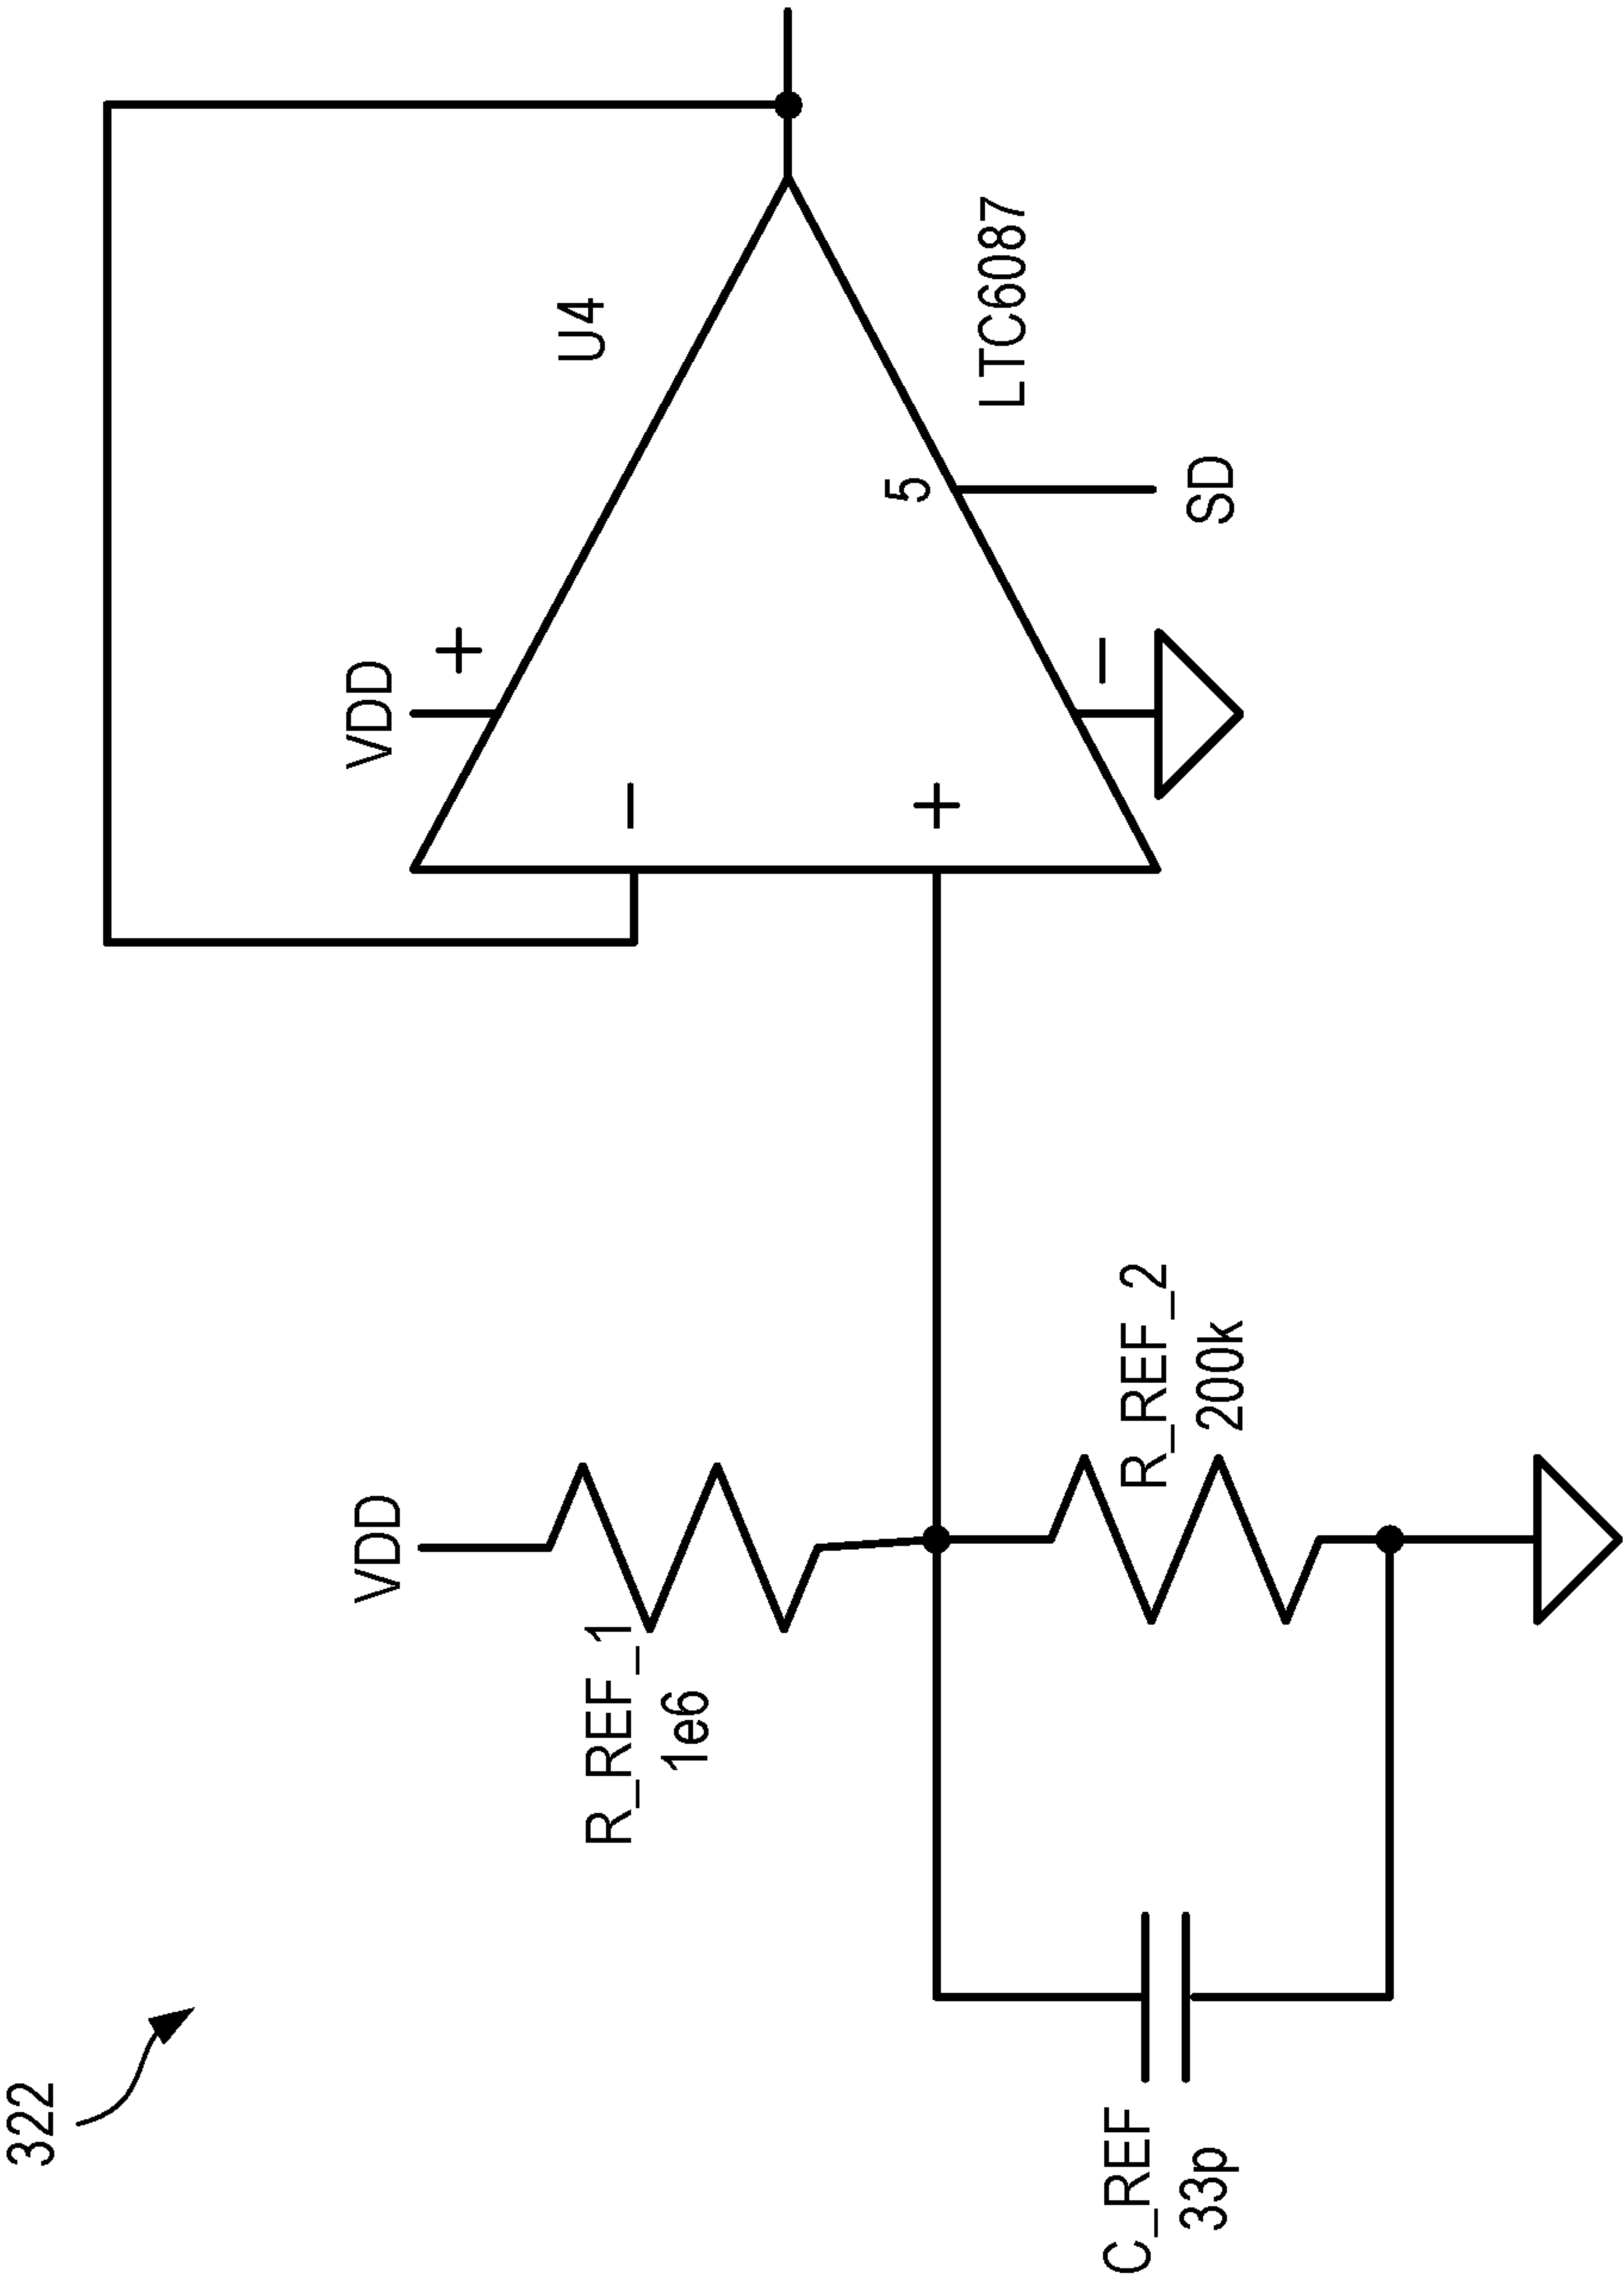 322
VDD
R_REF_1
1e6
C_REF
33p
R_REF_2
200k
VDD
+
−
+
−
U4
5
LTC6087
SD